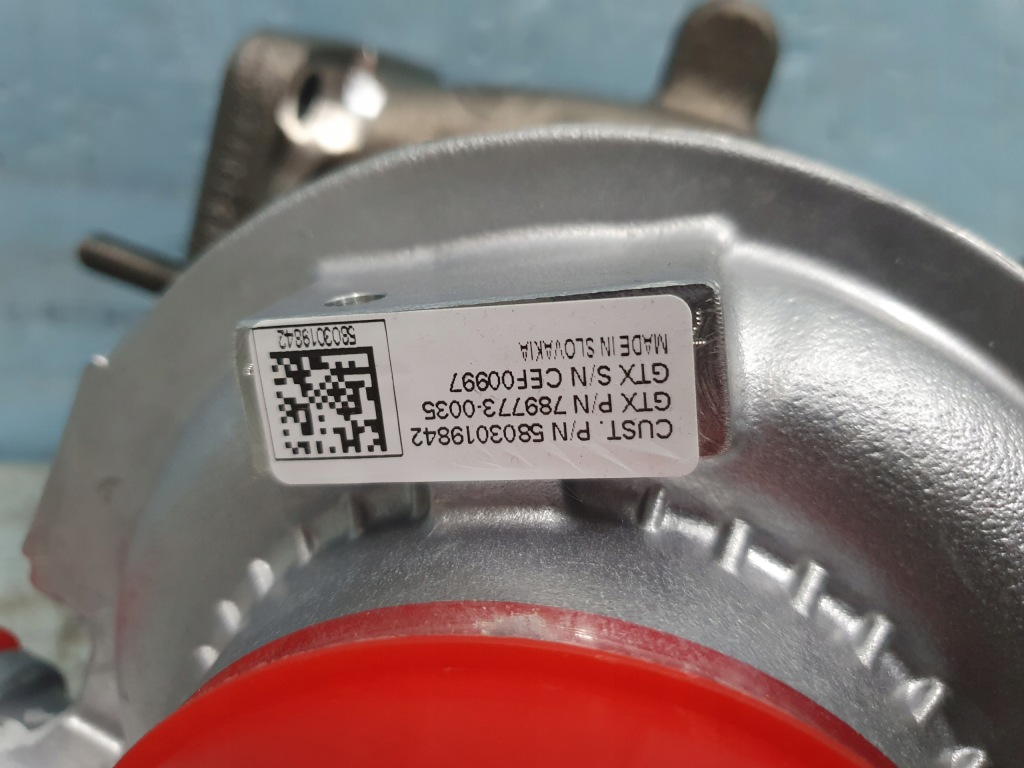 CUST. P/N 5803019842
GTX P/N 789773-0035
GTX S/N CEF00997
MADE IN SLOVAKIA
5803019842